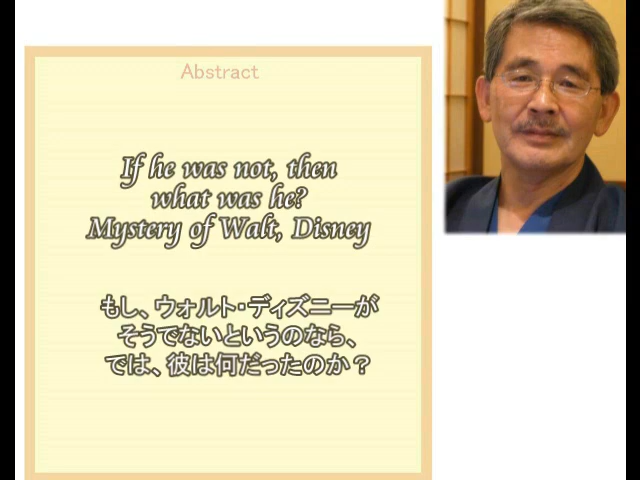 Abstract
If he was not, then
what was he?
Mystery of Walt, Disney
もし、ウォルト・ディズニーが
そうでないというのなら、
では、彼は何だったのか？